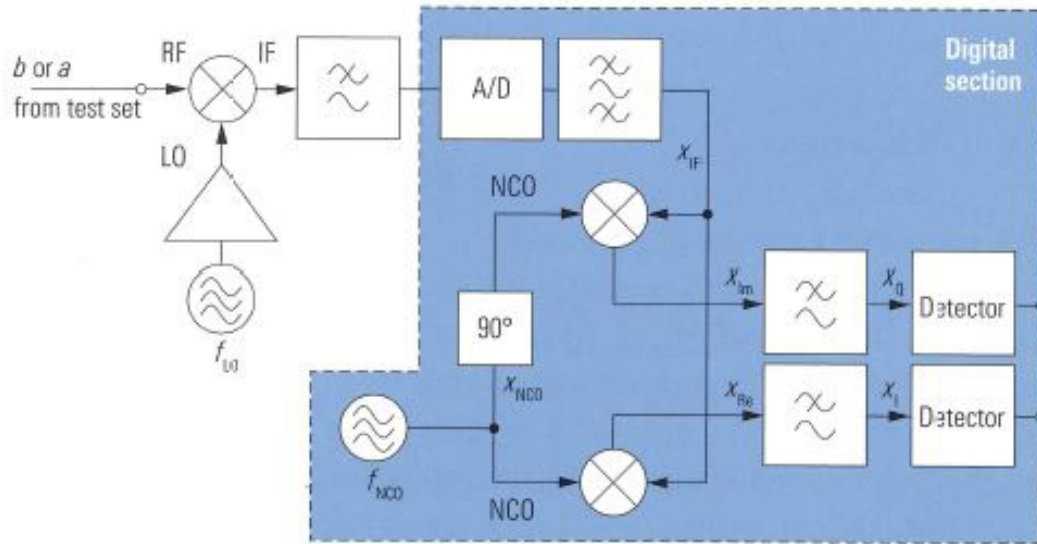 Digital
section
RF
IF
b or a
from test set
A/D
LO
x_IF
NCO
x_Im
x_Q
Detector
90°
f_LO
x_NCO
x_Re
x_I
Detector
f_NCO
NCO